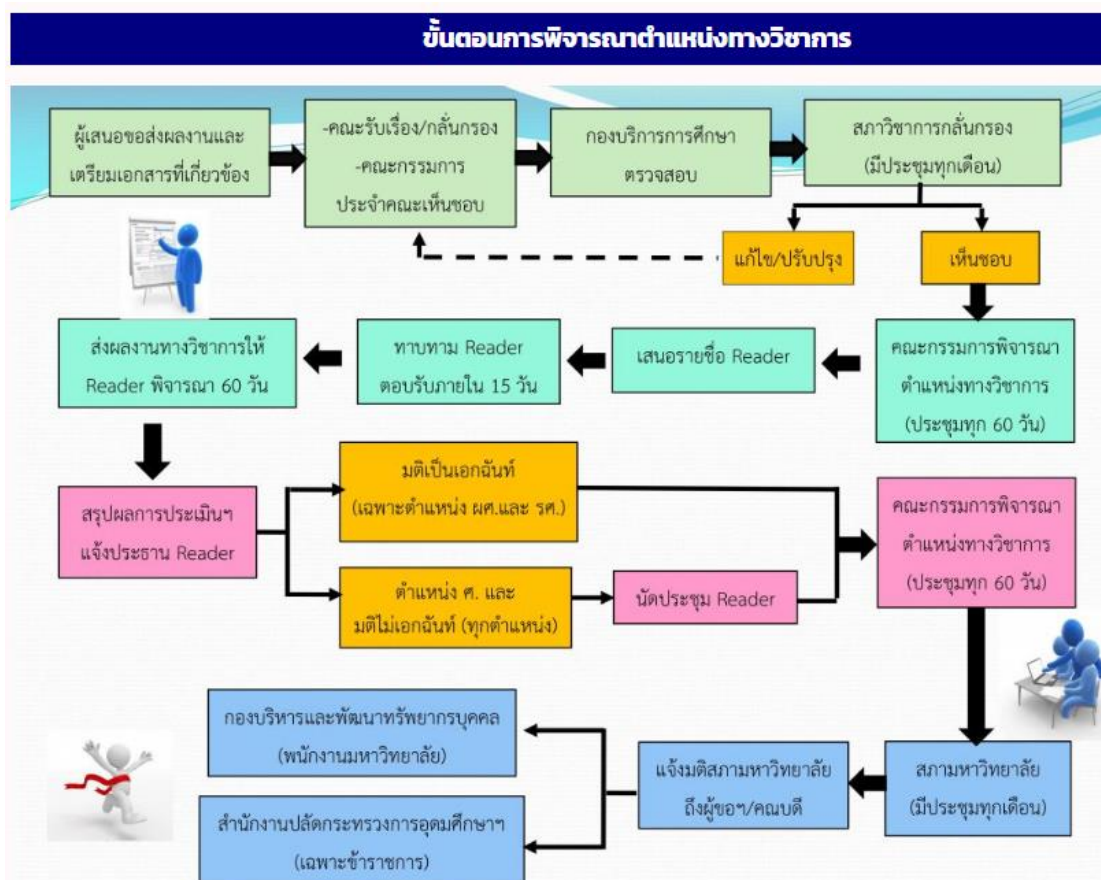 ขั้นตอนการพิจารณาตำแหน่งทางวิชาการ
ผู้เสนอขอส่งผลงานและ
เตรียมเอกสารที่เกี่ยวข้อง
-คณะรับเรื่อง/กลั่นกรอง
-คณะกรรมการ
ประจำคณะเห็นชอบ
กองบริการการศึกษา
ตรวจสอบ
สภาวิชาการกลั่นกรอง
(มีประชุมทุกเดือน)
แก้ไข/ปรับปรุง
เห็นชอบ
คณะกรรมการพิจารณา
ตำแหน่งทางวิชาการ
(ประชุมทุก 60 วัน)
เสนอรายชื่อ Reader
ทาบทาม Reader
ตอบรับภายใน 15 วัน
ส่งผลงานทางวิชาการให้
Reader พิจารณา 60 วัน
สรุปผลการประเมินฯ
แจ้งประธาน Reader
มติเป็นเอกฉันท์
(เฉพาะตำแหน่ง ผศ.และ รศ.)
ตำแหน่ง ศ. และ
มติไม่เอกฉันท์ (ทุกตำแหน่ง)
นัดประชุม Reader
คณะกรรมการพิจารณา
ตำแหน่งทางวิชาการ
(ประชุมทุก 60 วัน)
สภามหาวิทยาลัย
(มีประชุมทุกเดือน)
แจ้งมติสภามหาวิทยาลัย
ถึงผู้ขอฯ/คณบดี
กองบริหารและพัฒนาทรัพยากรบุคคล
(พนักงานมหาวิทยาลัย)
สำนักงานปลัดกระทรวงการอุดมศึกษาฯ
(เฉพาะข้าราชการ)